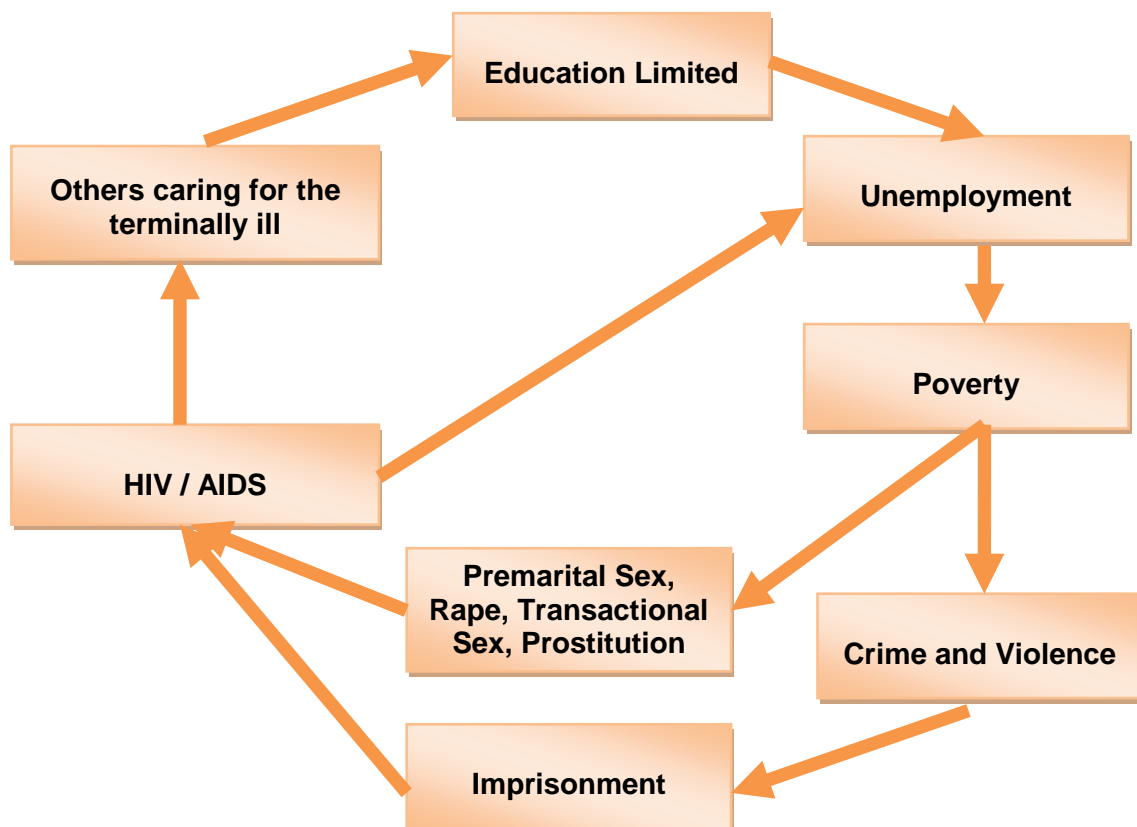 Education Limited
Unemployment
Others caring for the
terminally ill
Poverty
HIV / AIDS
Premarital Sex,
Rape, Transactional
Sex, Prostitution
Crime and Violence
Imprisonment